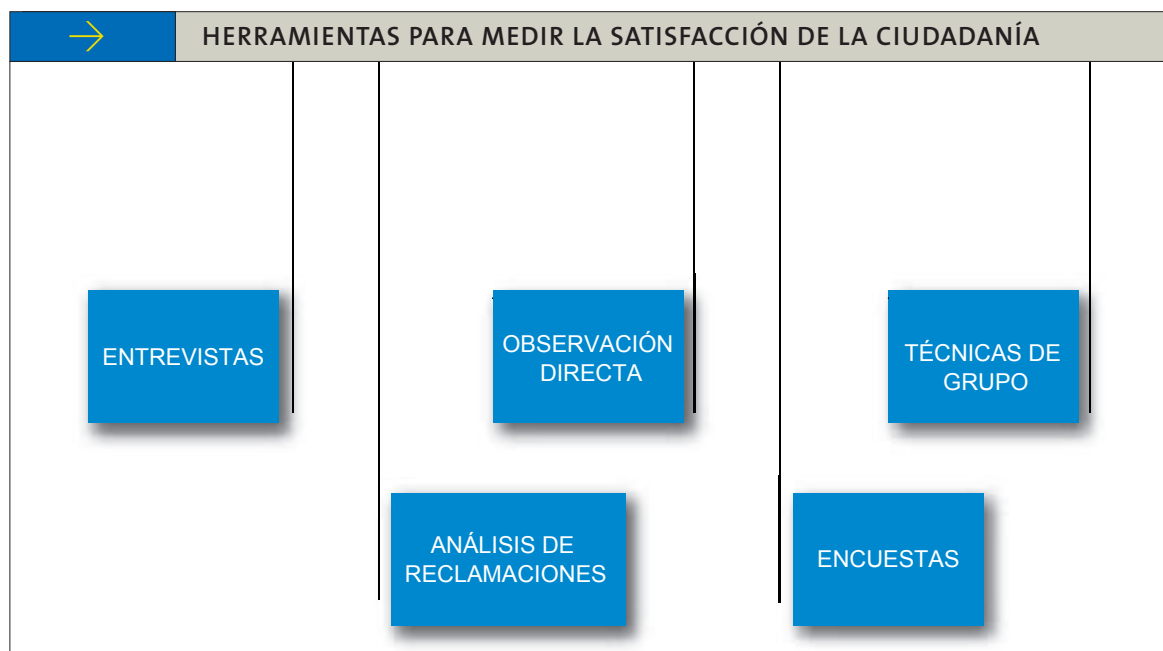 HERRAMIENTAS PARA MEDIR LA SATISFACCIÓN DE LA CIUDADANÍA
ENTREVISTAS
OBSERVACIÓN
DIRECTA
TÉCNICAS DE
GRUPO
ANÁLISIS DE
RECLAMACIONES
ENCUESTAS